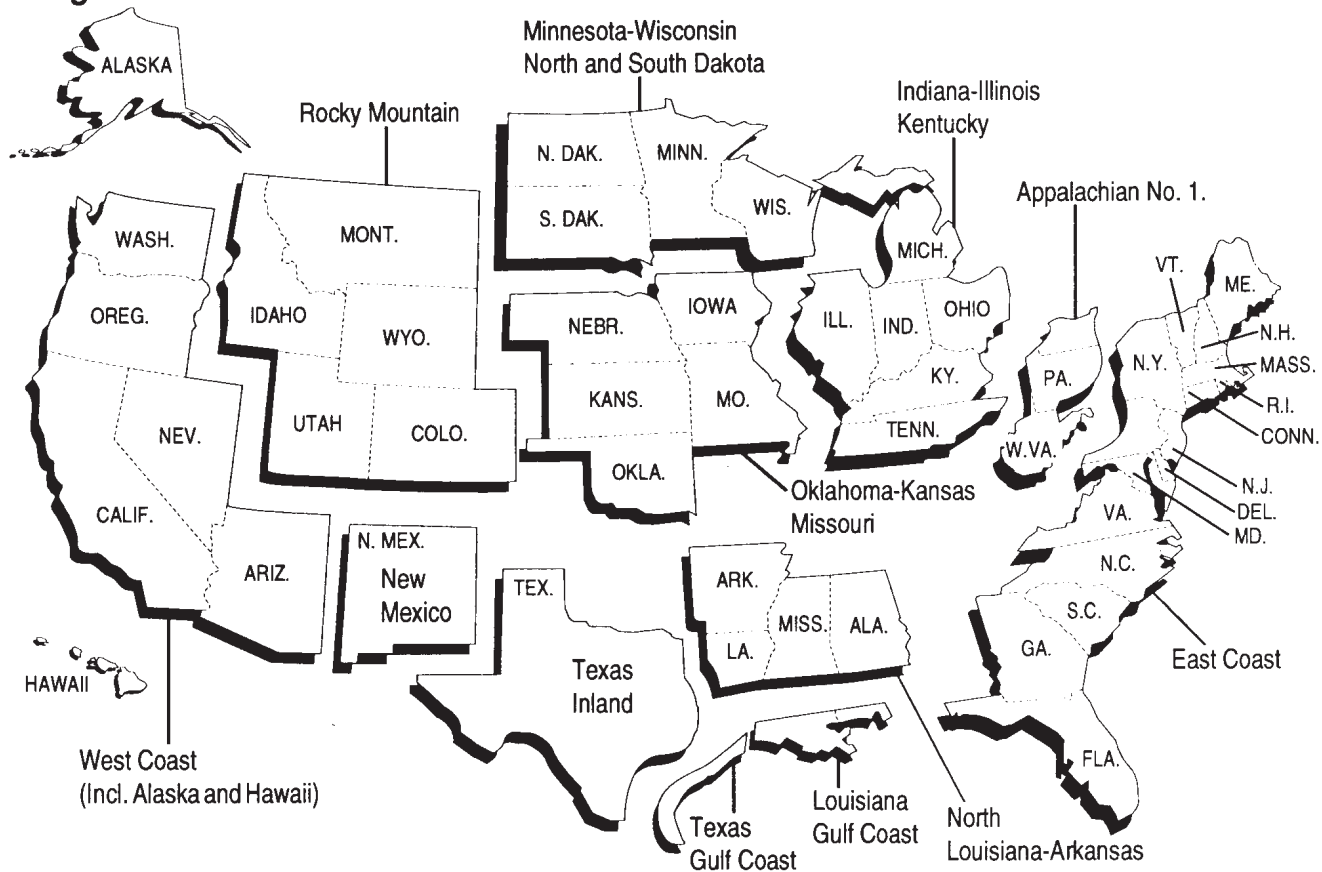 ALASKA
Minnesota-Wisconsin
North and South Dakota
Rocky Mountain
Indiana-Illinois
Kentucky
Appalachian No. 1.
N. DAK.
MINN.
S. DAK.
WIS.
WASH.
MONT.
MICH.
VT.
ME.
OREG.
IDAHO
WYO.
NEBR.
IOWA
ILL.
IND.
OHIO
N.H.
N.Y.
MASS.
KY.
PA.
KANS.
MO.
R.I.
CONN.
NEV.
UTAH
COLO.
TENN.
W.VA.
OKLA.
N.J.
DEL.
MD.
Oklahoma-Kansas
Missouri
CALIF.
VA.
N.C.
ARIZ.
N. MEX.
New
Mexico
TEX.
ARK.
S.C.
MISS.
ALA.
LA.
GA.
East Coast
HAWAII
Texas
Inland
FLA.
West Coast
(Incl. Alaska and Hawaii)
Texas
Gulf Coast
Louisiana
Gulf Coast
North
Louisiana-Arkansas